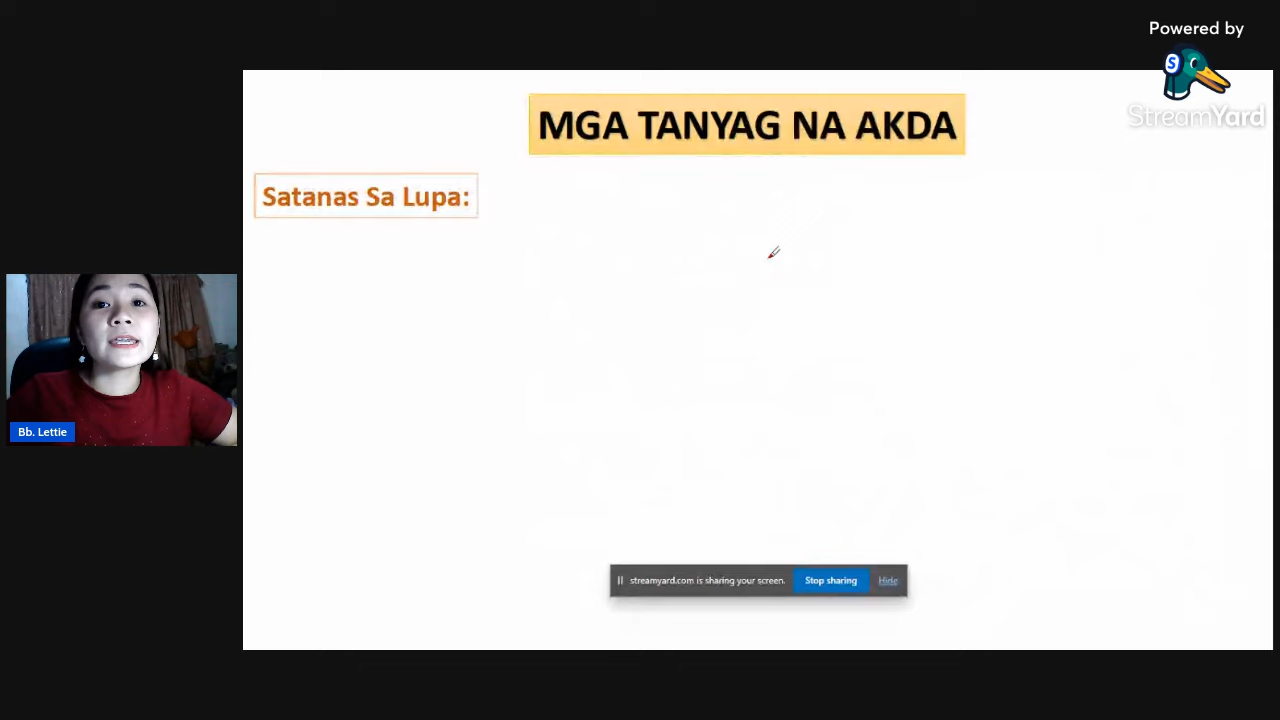 Powered by
StreamYard
MGA TANYAG NA AKDA
Satanas Sa Lupa:
Bb. Lettie
streamyard.com is sharing your screen. Stop sharing Hide